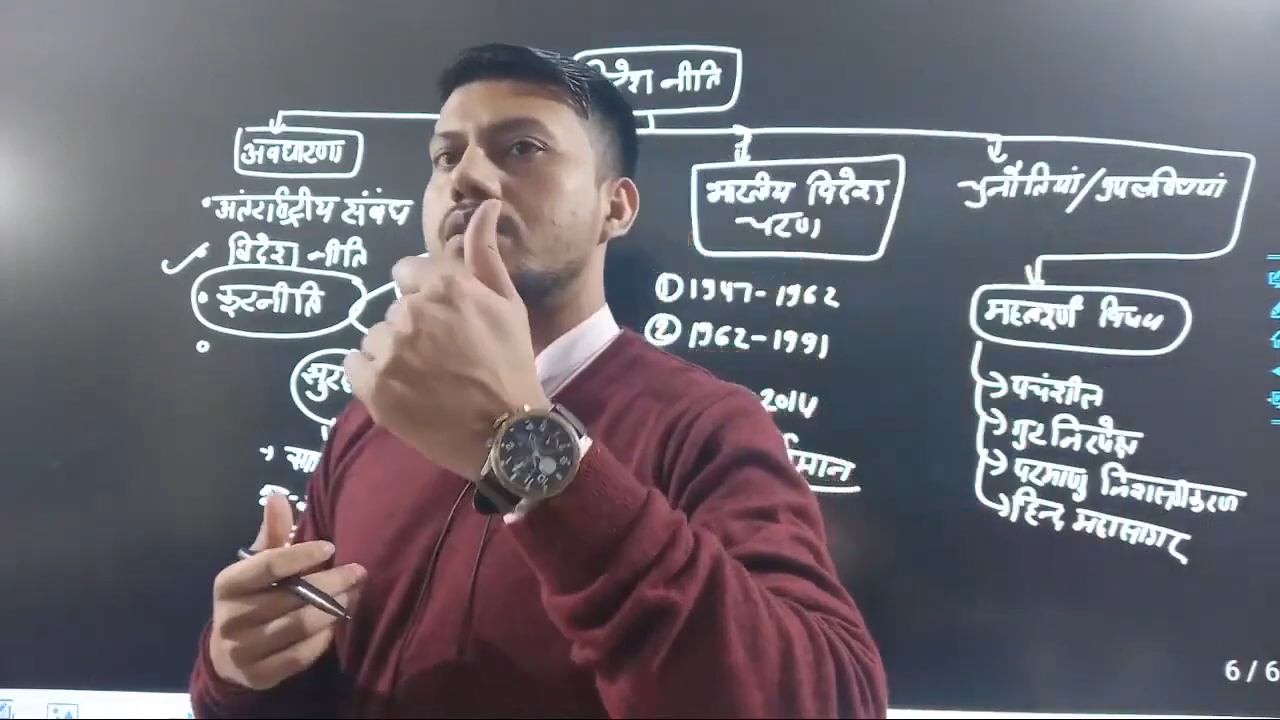 विदेश नीति
अवधारणा
• अंतर्राष्ट्रीय संबंध
विदेश नीति
• कूटनीति
भारतीय विदेश
चरण
① 1947-1962
② 1962-1991
2014
चुनौतियां/उपलब्धियां
महत्वपूर्ण विषय
→ पंचशील
→ गुट निरपेक्ष
→ परमाणु निशस्त्रीकरण
→ हिन्द महासागर
6 / 6